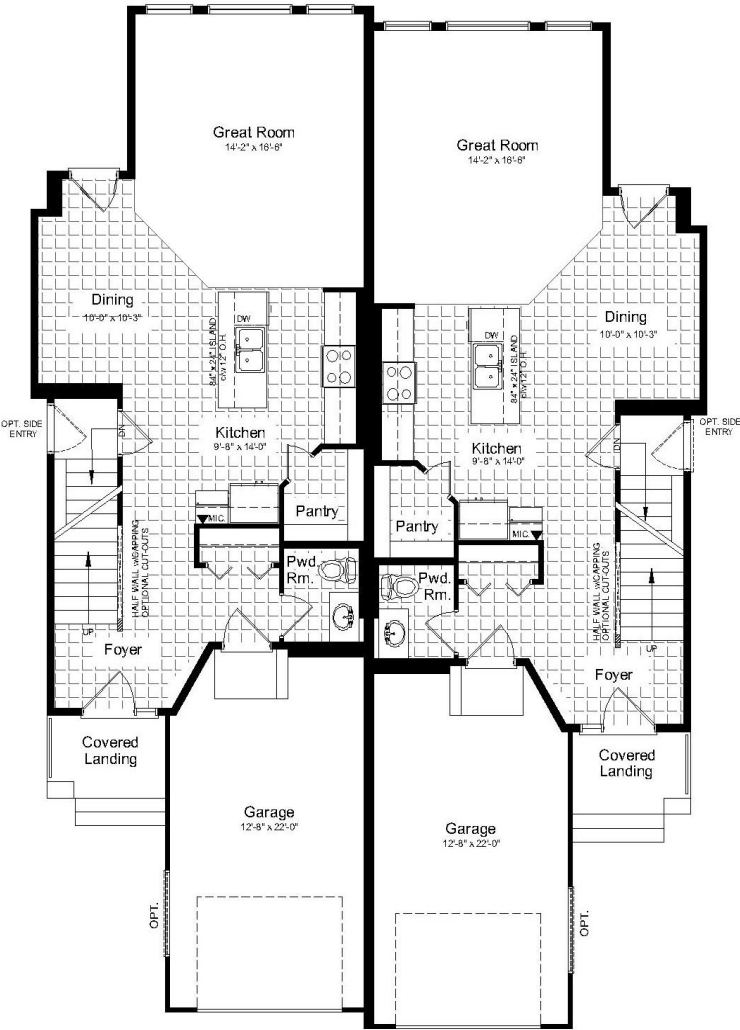 Great Room
14'-2" x 16'-6"
Great Room
14'-2" x 16'-6"
Dining
10'-0" x 10'-3"
DW
84" x 24" ISLAND
c/w 12" O.H.
DW
84" x 24" ISLAND
c/w 12" O.H.
Dining
10'-0" x 10'-3"
OPT. SIDE
ENTRY
DN
Kitchen
9'-8" x 14'-0"
Kitchen
9'-8" x 14'-0"
DN
OPT. SIDE
ENTRY
Pantry
MIC.
Pantry
MIC.
HALF WALL w/CAPPING
OPTIONAL CUT-OUTS
Pwd.
Rm.
Pwd.
Rm.
HALF WALL w/CAPPING
OPTIONAL CUT-OUTS
UP
Foyer
UP
Foyer
Covered
Landing
Covered
Landing
Garage
12'-8" x 22'-0"
Garage
12'-8" x 22'-0"
OPT.
OPT.